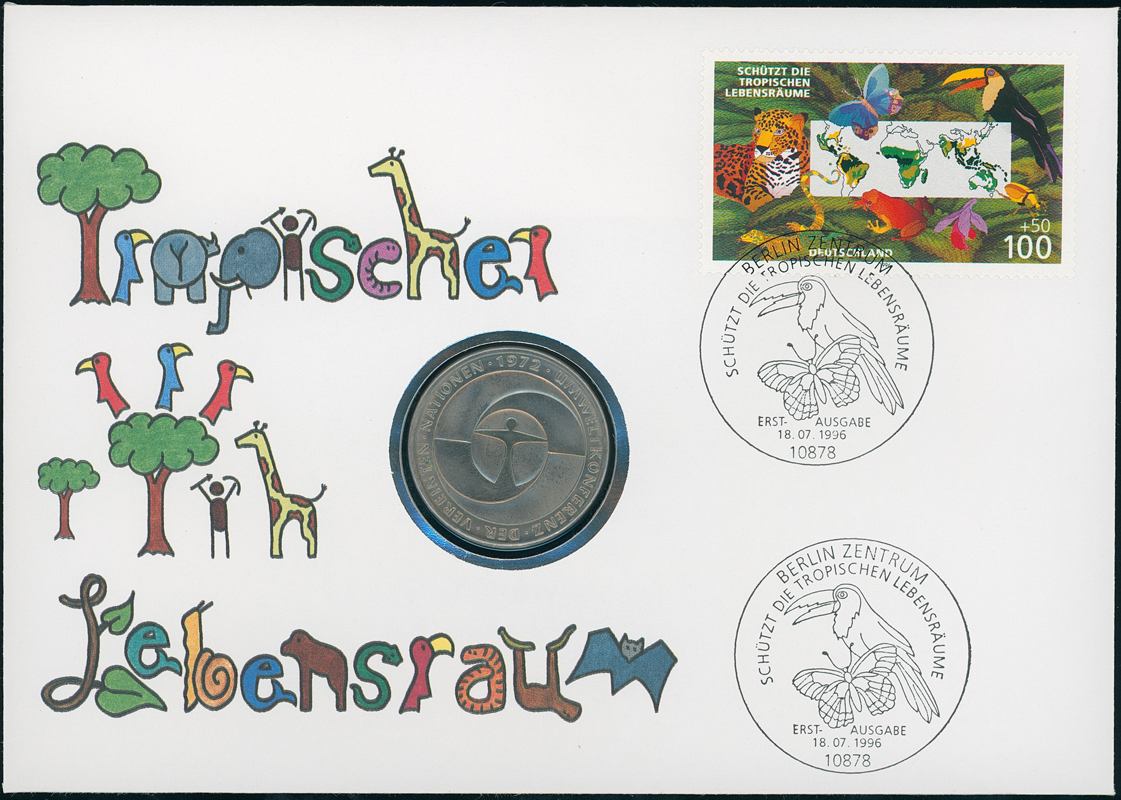 SCHÜTZT DIE
TROPISCHEN
LEBENSRÄUME
+50
100
DEUTSCHLAND
Tropischer
Lebensraum
UMWELTKONFERENZ · DER · VEREINTEN · NATIONEN · 1972 ·
BERLIN ZENTRUM
SCHÜTZT DIE TROPISCHEN LEBENSRÄUME
ERST- AUSGABE
18.07.1996
10878
BERLIN ZENTRUM
SCHÜTZT DIE TROPISCHEN LEBENSRÄUME
ERST- AUSGABE
18.07.1996
10878